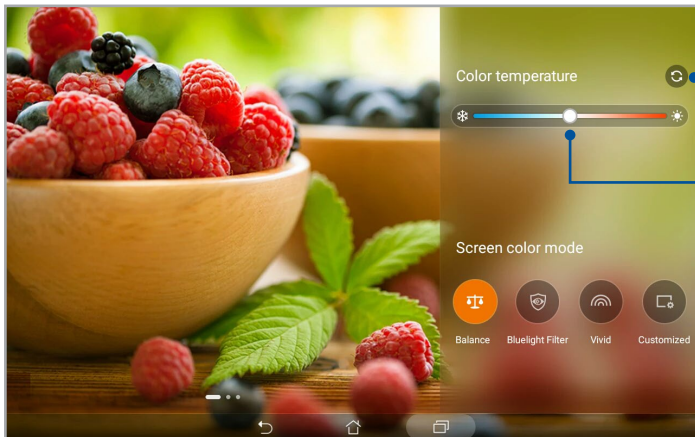 Color temperature
Screen color mode
Balance Bluelight Filter Vivid Customized